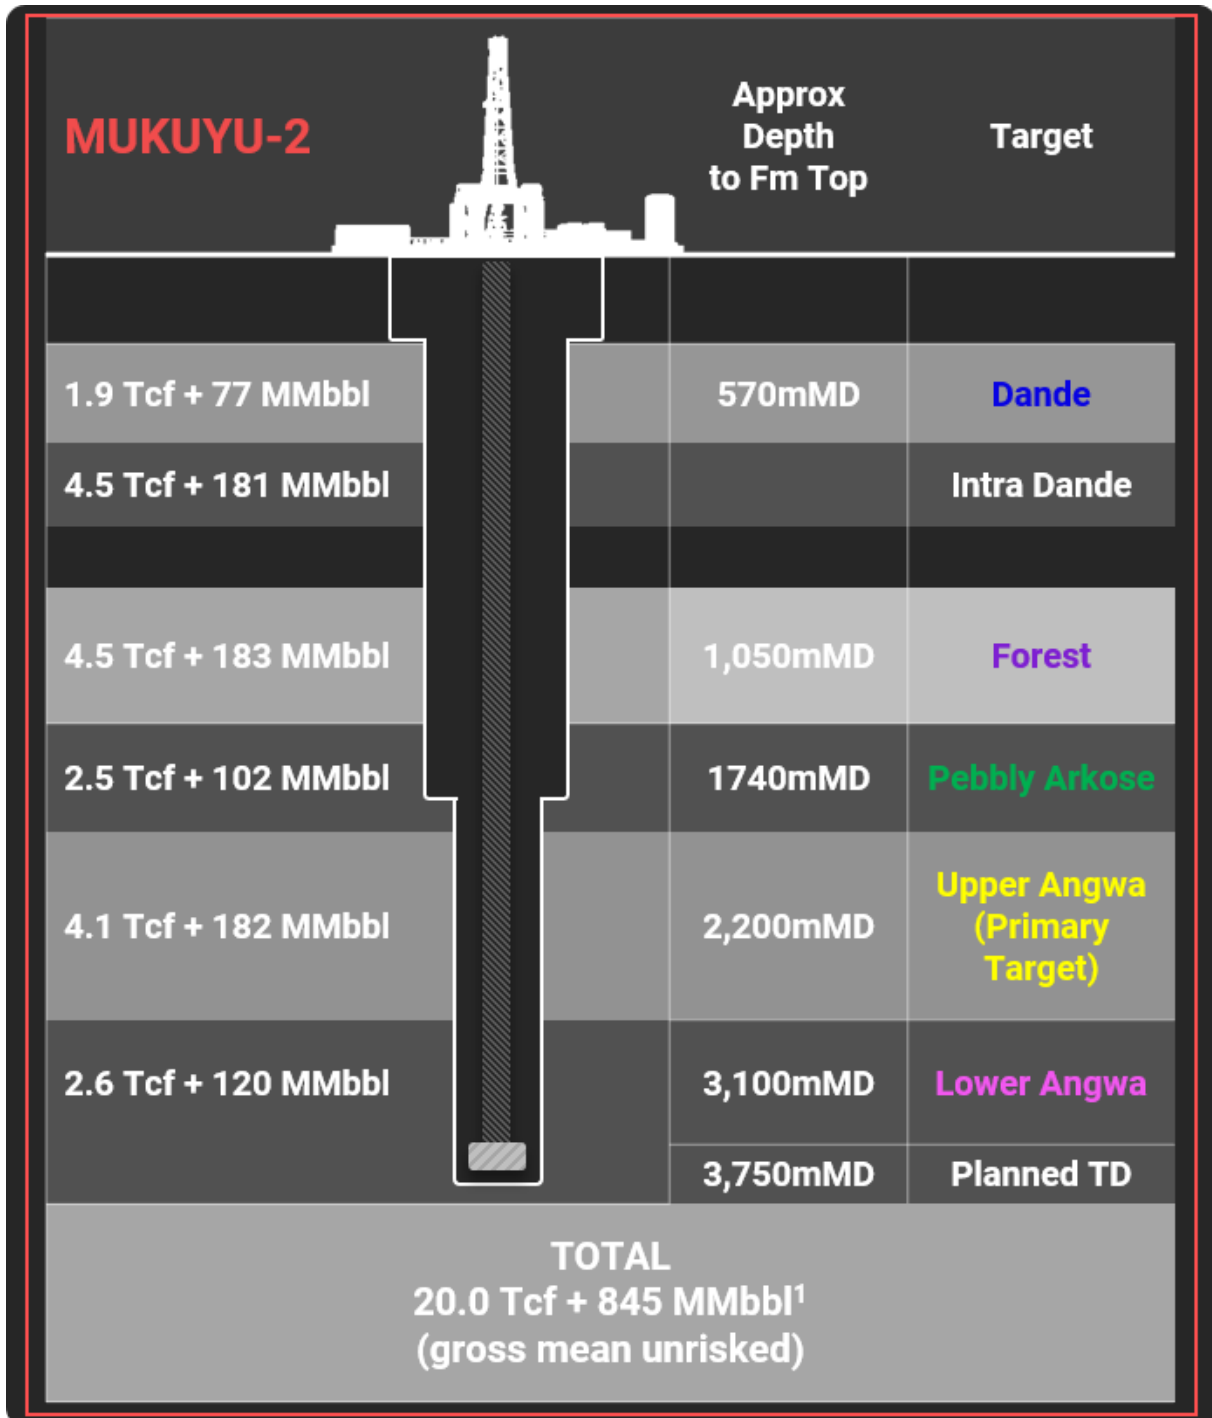 MUKUYU-2
Approx
Depth
to Fm Top
Target
1.9 Tcf + 77 MMbbl 570mMD Dande
4.5 Tcf + 181 MMbbl Intra Dande
4.5 Tcf + 183 MMbbl 1,050mMD Forest
2.5 Tcf + 102 MMbbl 1740mMD Pebbly Arkose
4.1 Tcf + 182 MMbbl 2,200mMD
Upper Angwa
(Primary
Target)
2.6 Tcf + 120 MMbbl 3,100mMD Lower Angwa
3,750mMD Planned TD
TOTAL
20.0 Tcf + 845 MMbbl¹
(gross mean unrisked)